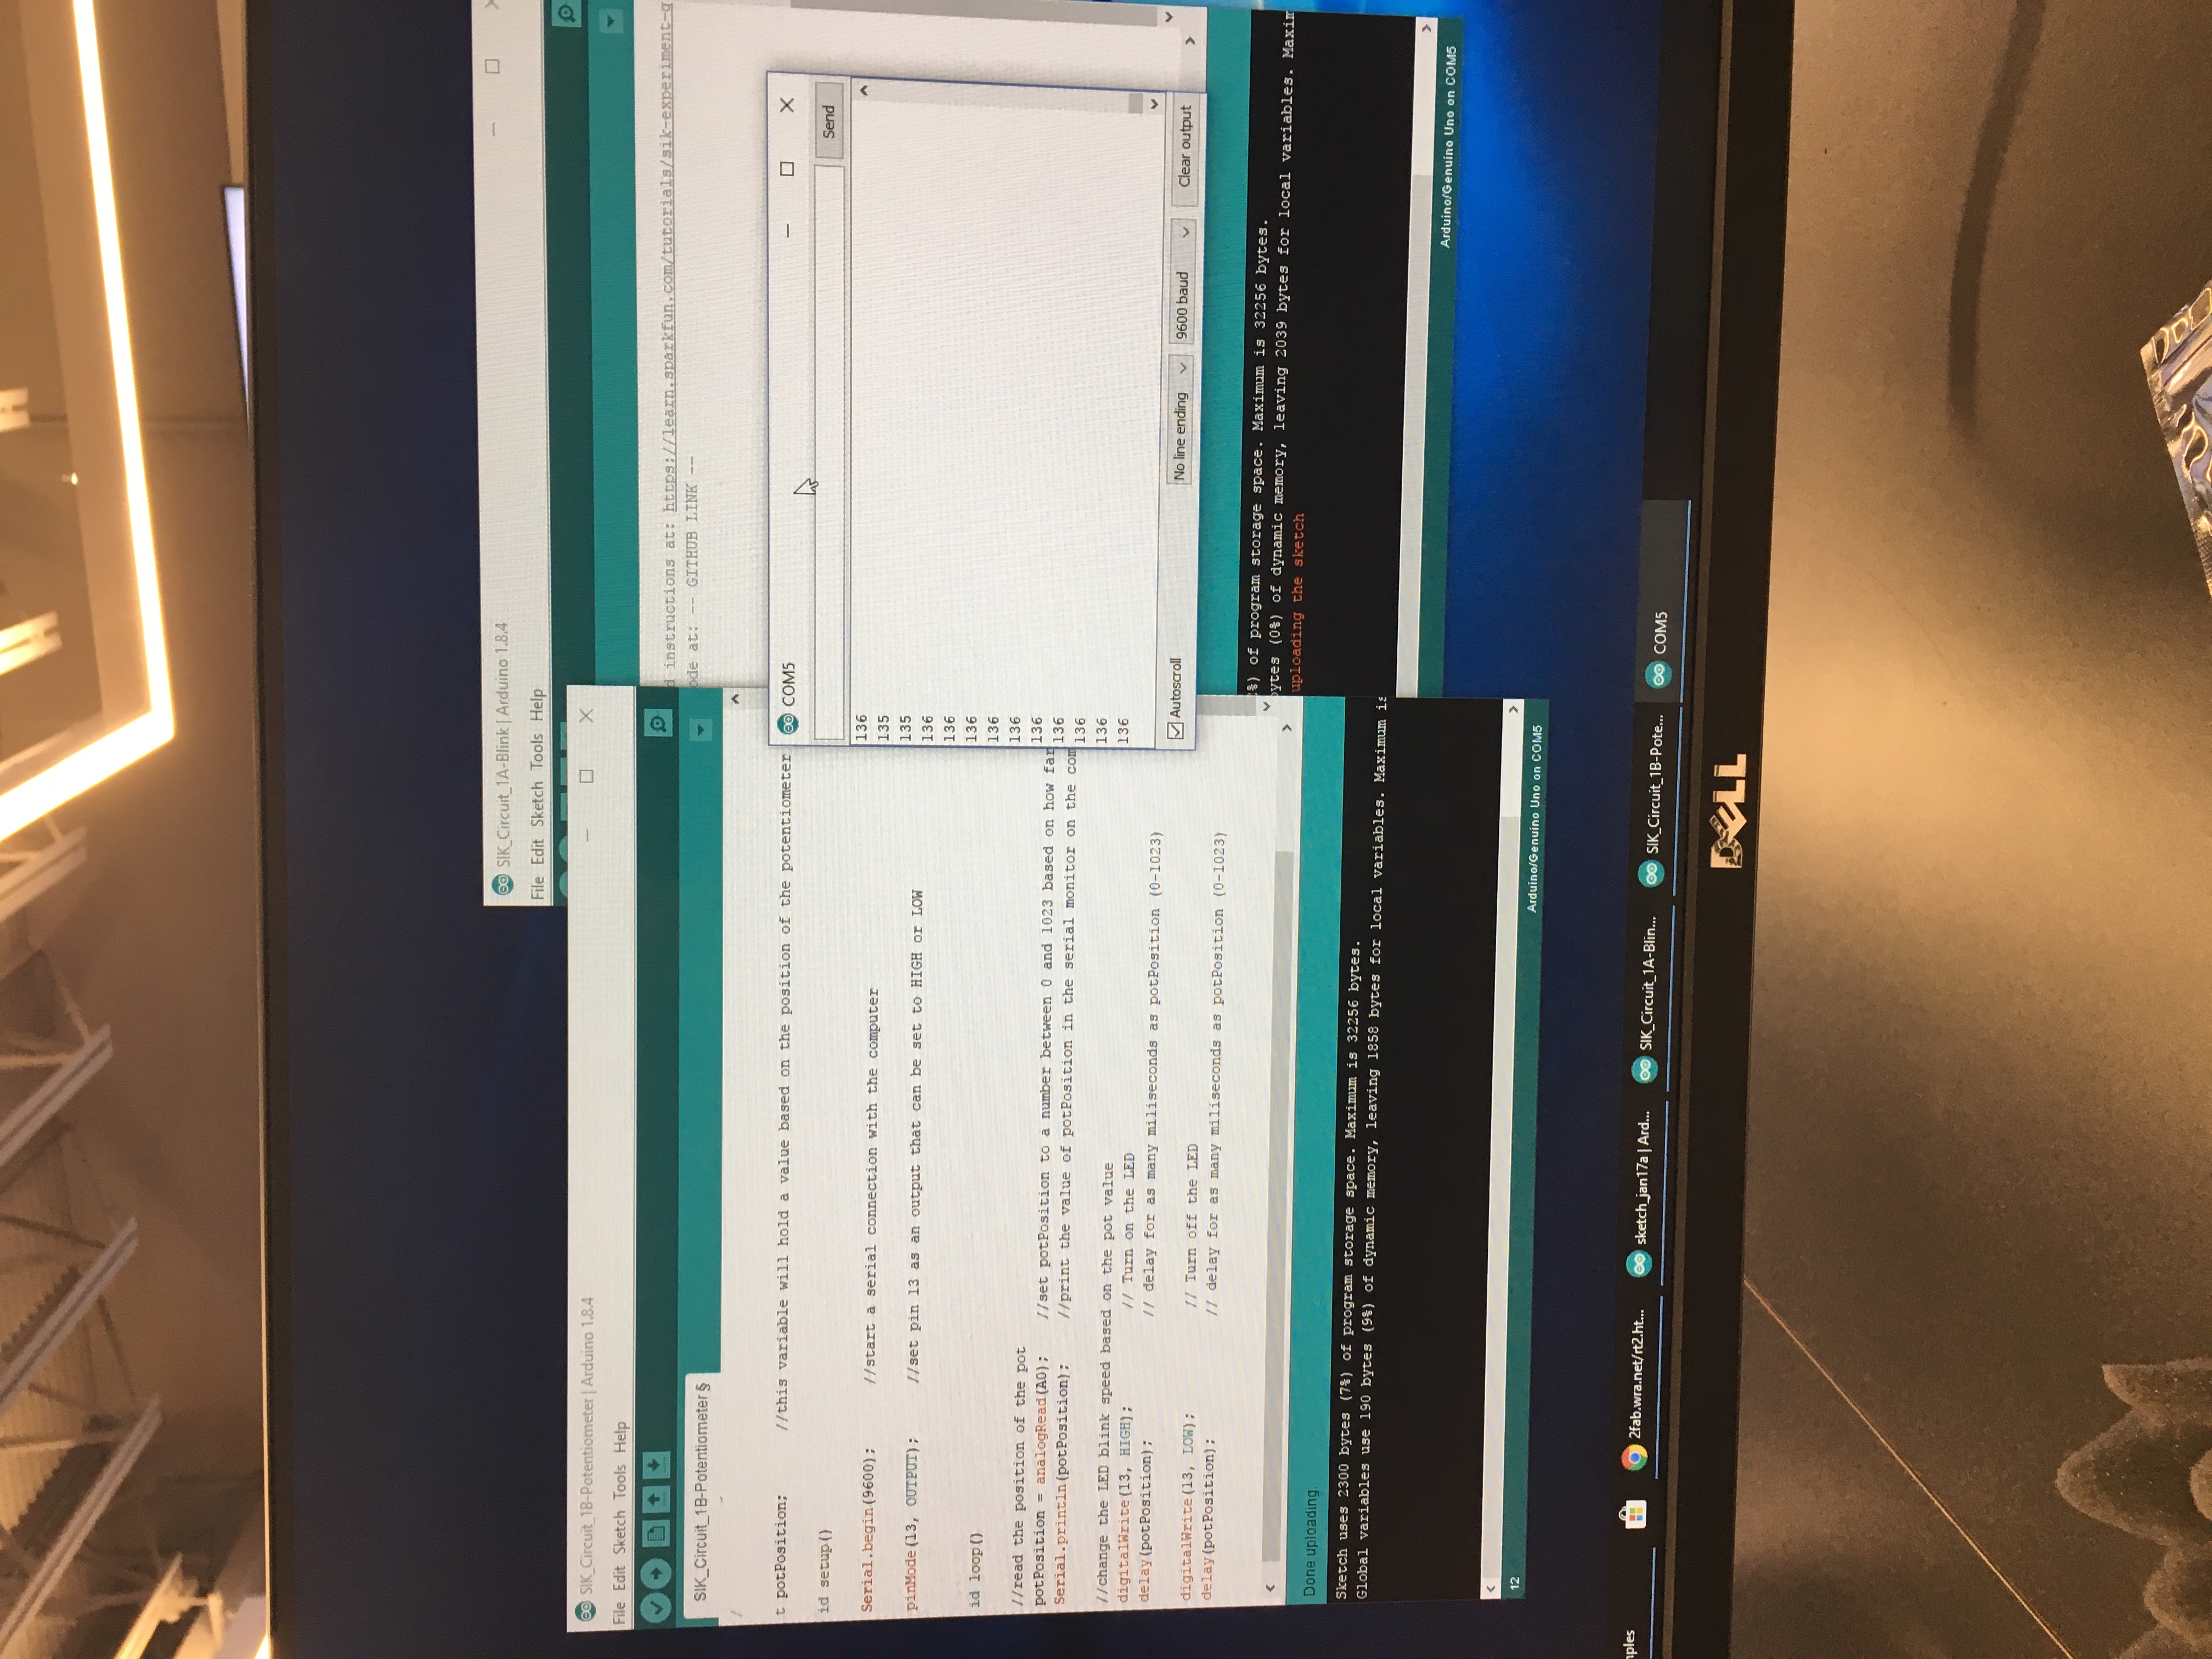 SIK_Circuit_1A-Blink | Arduino 1.8.4
File Edit Sketch Tools Help
d instructions at: https://learn.sparkfun.com/tutorials/sik-experiment-g
ode at: -- GITHUB LINK --
SIK_Circuit_1B-Potentiometer | Arduino 1.8.4
File Edit Sketch Tools Help
SIK_Circuit_1B-Potentiometer §
/
t potPosition; //this variable will hold a value based on the position of the potentiometer
id setup()
Serial.begin(9600); //start a serial connection with the computer
pinMode(13, OUTPUT); //set pin 13 as an output that can be set to HIGH or LOW
id loop()
//read the position of the pot
potPosition = analogRead(A0); //set potPosition to a number between 0 and 1023 based on how far
Serial.println(potPosition); //print the value of potPosition in the serial monitor on the com
//change the LED blink speed based on the pot value
digitalWrite(13, HIGH); // Turn on the LED
delay(potPosition); // delay for as many miliseconds as potPosition (0-1023)
digitalWrite(13, LOW); // Turn off the LED
delay(potPosition); // delay for as many miliseconds as potPosition (0-1023)
Done uploading.
Sketch uses 2300 bytes (7%) of program storage space. Maximum is 32256 bytes.
Global variables use 190 bytes (9%) of dynamic memory, leaving 1858 bytes for local variables. Maximum is
12
Arduino/Genuino Uno on COM5
COM5
Send
136
135
135
136
136
136
136
136
136
136
136
136
136
Autoscroll
No line ending
9600 baud
Clear output
%) of program storage space. Maximum is 32256 bytes.
ytes (0%) of dynamic memory, leaving 2039 bytes for local variables. Maxim
uploading the sketch
Arduino/Genuino Uno on COM5
mples
2fab.wra.net/rt2.ht...
sketch_jan17a | Ard...
SIK_Circuit_1A-Blin...
SIK_Circuit_1B-Pote...
COM5
DELL